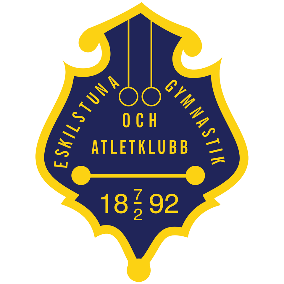 ESKILSTUNA GYMNASTIK
OCH
ATLETKLUBB
18 7/2 92